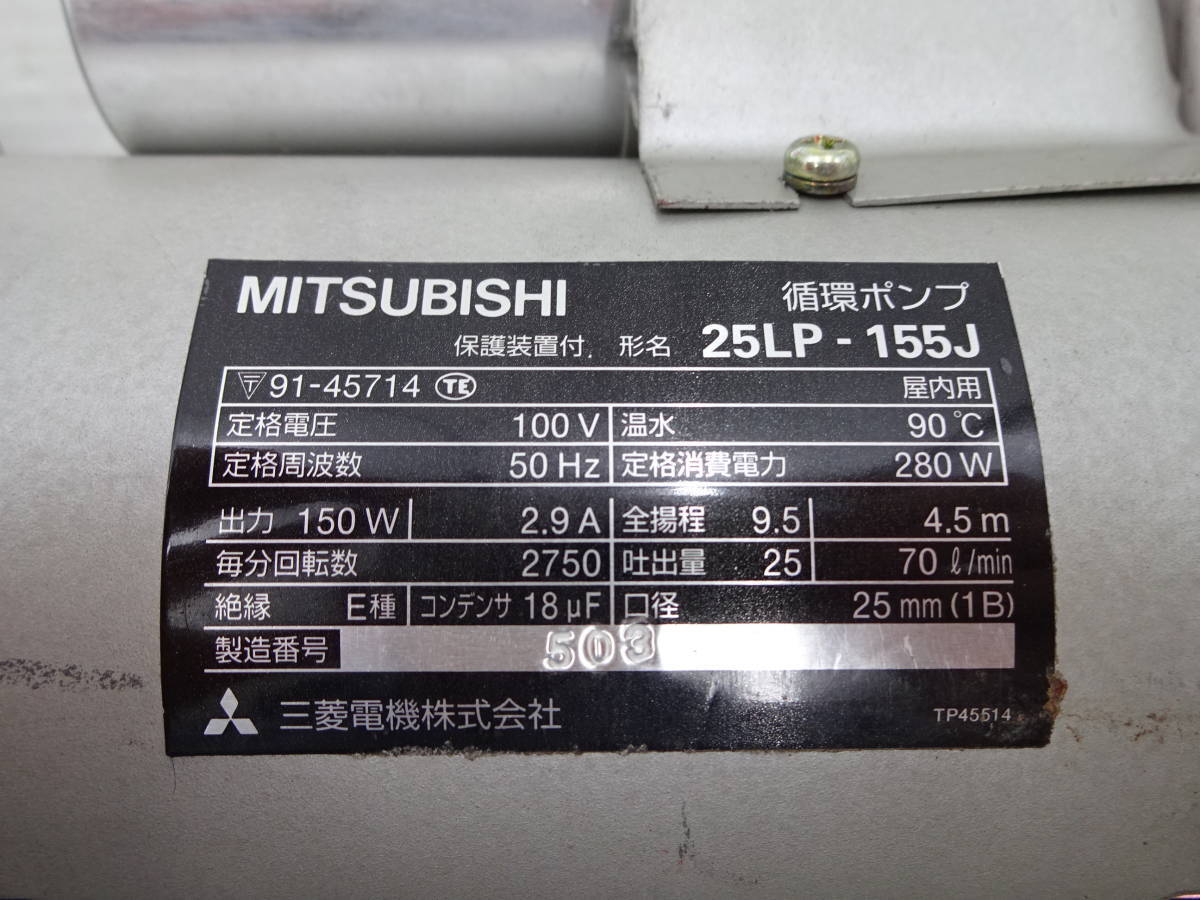 MITSUBISHI 循環ポンプ
保護装置付. 形名 25LP - 155J
〒 91-45714 TE 屋内用
定格電圧 100 V 温水 90 ℃
定格周波数 50 Hz 定格消費電力 280 W
出力 150 W 2.9 A 全揚程 9.5 4.5 m
毎分回転数 2750 吐出量 25 70 ℓ/min
絶縁 E種 コンデンサ 18 μF 口径 25 mm (1B)
製造番号 503
三菱電機株式会社 TP45514